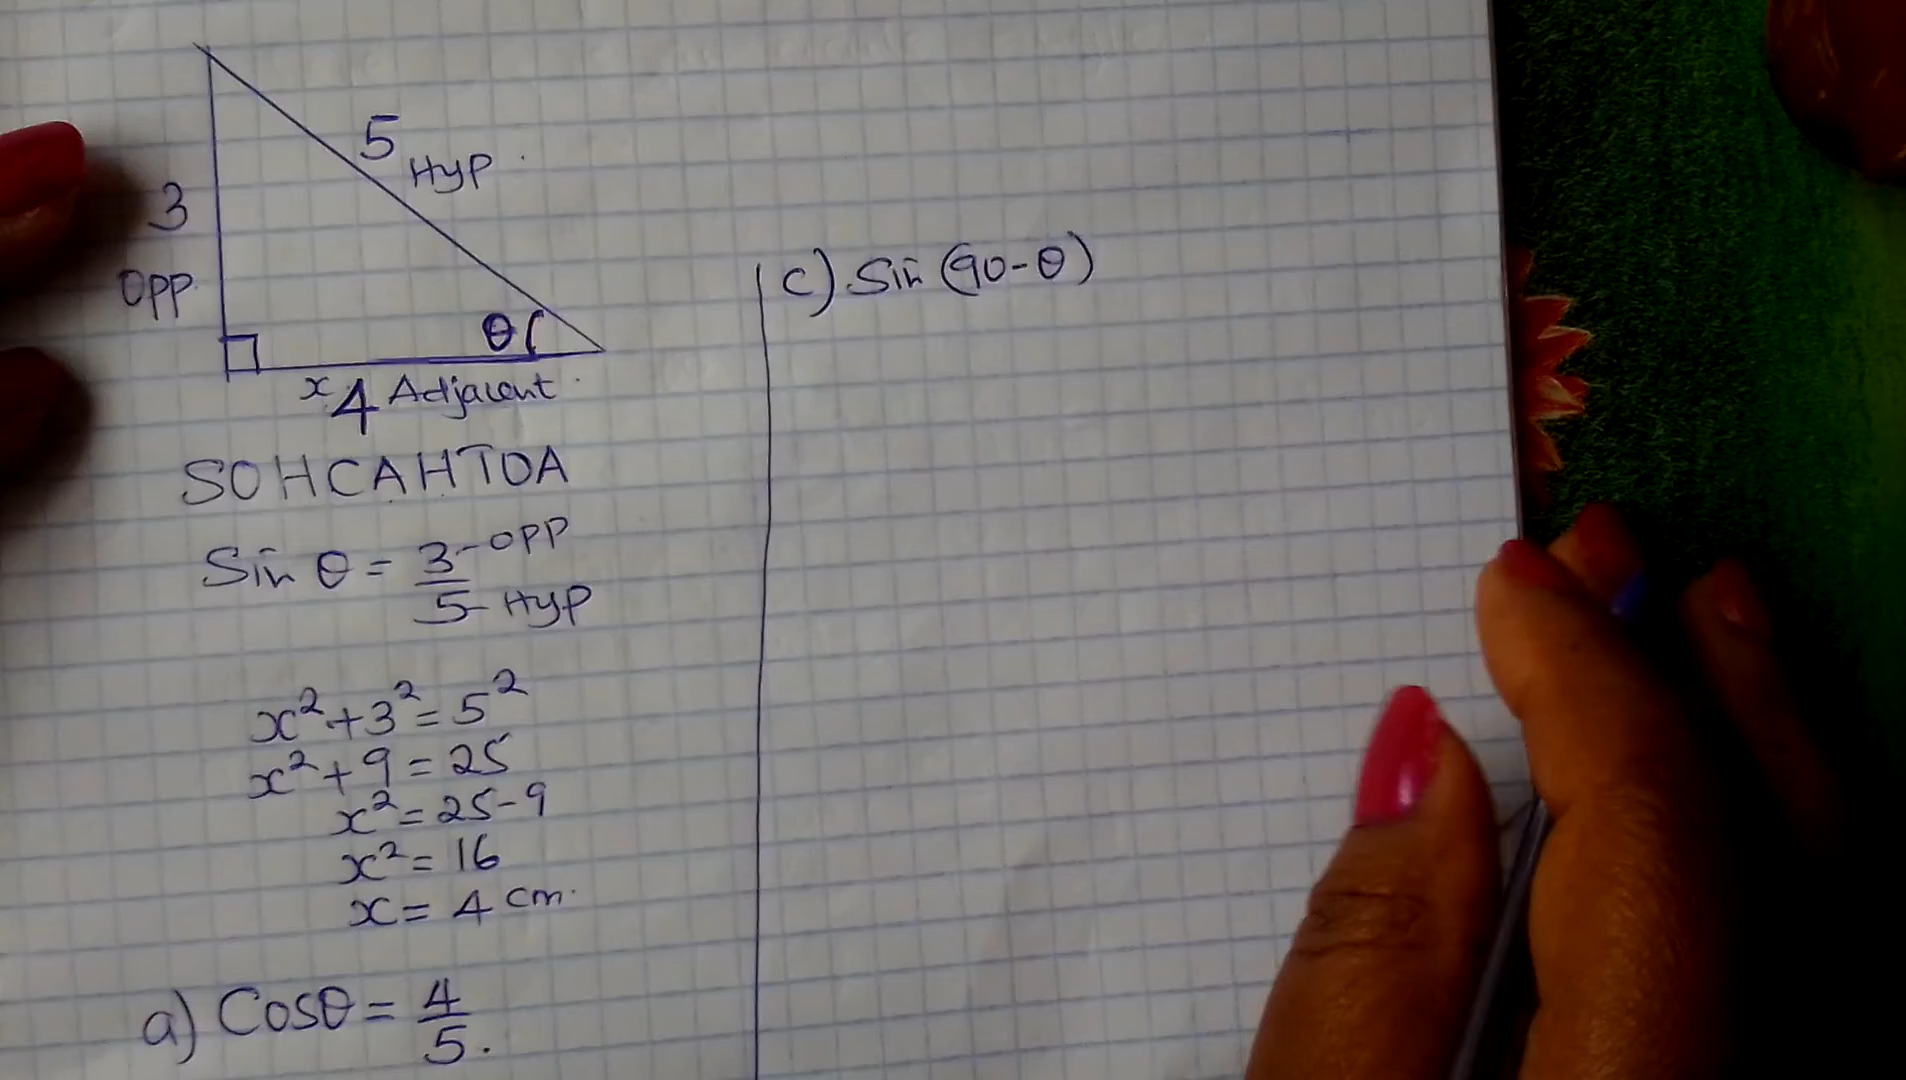 5
Hyp
3
opp
θ
x 4 Adjacent
SOHCAHTOA
Sin θ = 3 - opp
5 - Hyp
x² + 3² = 5²
x² + 9 = 25
x² = 25 - 9
x² = 16
x = 4 cm.
a) Cosθ = 4
5.
c) Sin (90 - θ)